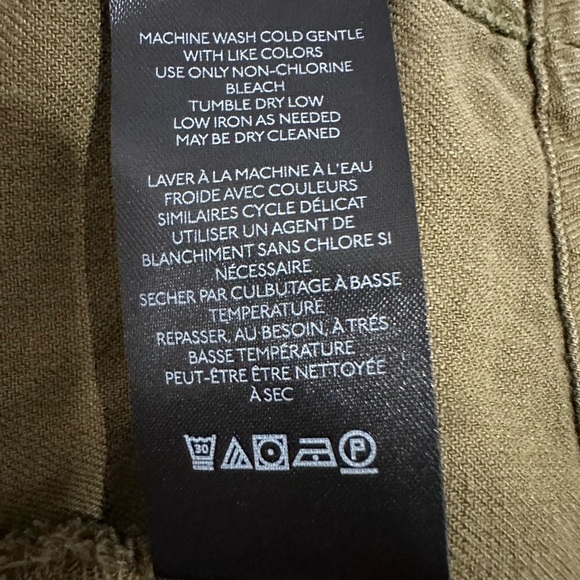 MACHINE WASH COLD GENTLE
WITH LIKE COLORS
USE ONLY NON-CHLORINE
BLEACH
TUMBLE DRY LOW
LOW IRON AS NEEDED
MAY BE DRY CLEANED
LAVER À LA MACHINE À L'EAU
FROIDE AVEC COULEURS
SIMILAIRES CYCLE DÉLICAT
UTILISER UN AGENT DE
BLANCHIMENT SANS CHLORE SI
NÉCESSAIRE
SECHER PAR CULBUTAGE À BASSE
TEMPERATURE
REPASSER, AU BESOIN, À TRÉS
BASSE TEMPÉRATURE
PEUT-ÊTRE ÊTRE NETTOYÉE
À SEC
30 P